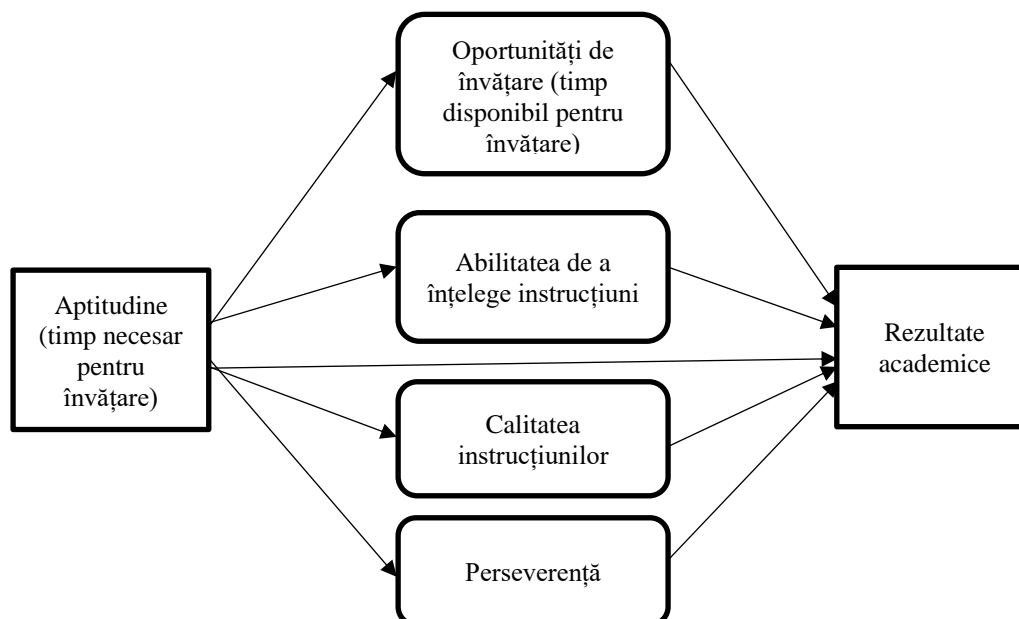 Oportunități de
învățare (timp
disponibil pentru
învățare)
Abilitatea de a
înțelege instrucțiuni
Aptitudine
(timp necesar
pentru
învățare)
Rezultate
academice
Calitatea
instrucțiunilor
Perseverență